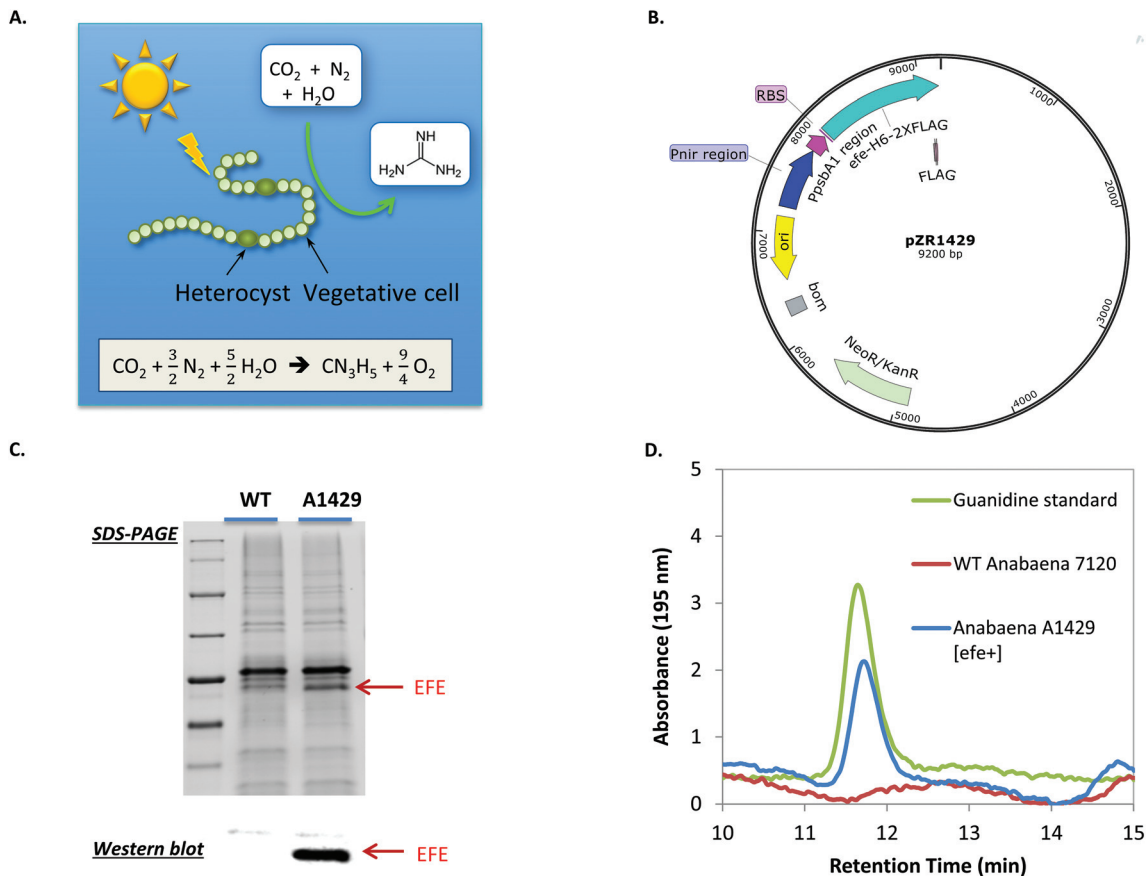 A.
CO₂ + N₂
+ H₂O
NH
H₂N NH₂
Heterocyst Vegetative cell
CO₂ + 3/2 N₂ + 5/2 H₂O ➔ CN₃H₅ + 9/4 O₂
B.
RBS
Pnir region
PpsbA1 region
efe-H6-2XFLAG
FLAG
ori
bom
NeoR/KanR
pZR1429
9200 bp
1000
2000
3000
4000
5000
6000
7000
8000
9000
C.
WT A1429
SDS-PAGE
EFE
Western blot
EFE
D.
Absorbance (195 nm)
5
4
3
2
1
0
Guanidine standard
WT Anabaena 7120
Anabaena A1429
[efe+]
10 11 12 13 14 15
Retention Time (min)